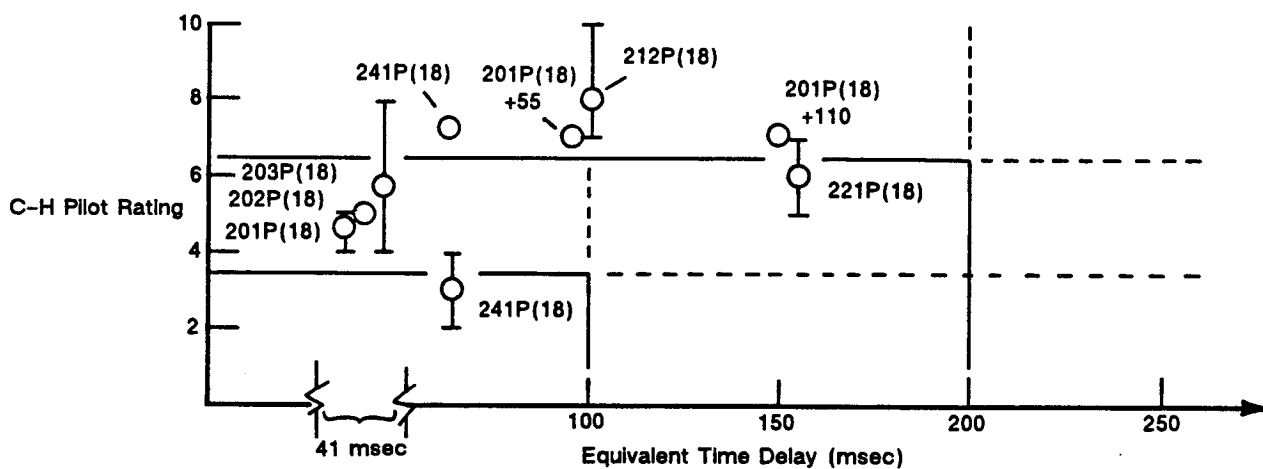 10
241P(18)
201P(18)
+55
212P(18)
8
201P(18)
+110
203P(18)
6
202P(18)
C-H Pilot Rating
221P(18)
201P(18)
4
241P(18)
2
100
150
200
250
41 msec
Equivalent Time Delay (msec)